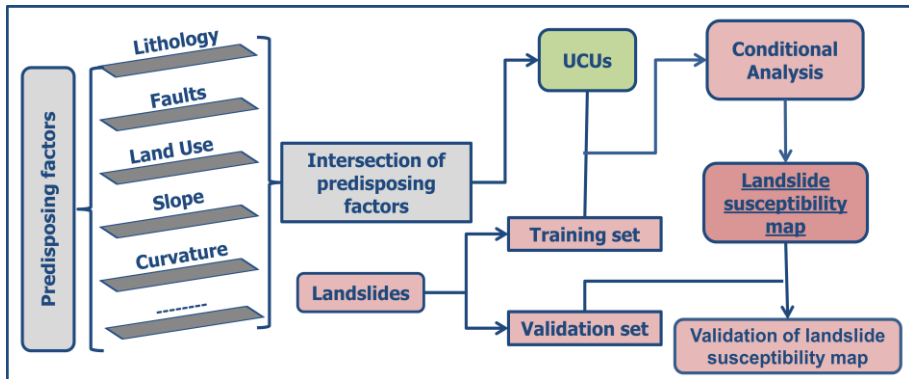 Predisposing factors
Lithology
Faults
Land Use
Slope
Curvature
--------
Intersection of
predisposing
factors
UCUs
Conditional
Analysis
Landslide
susceptibility
map
Training set
Landslides
Validation set
Validation of landslide
susceptibility map